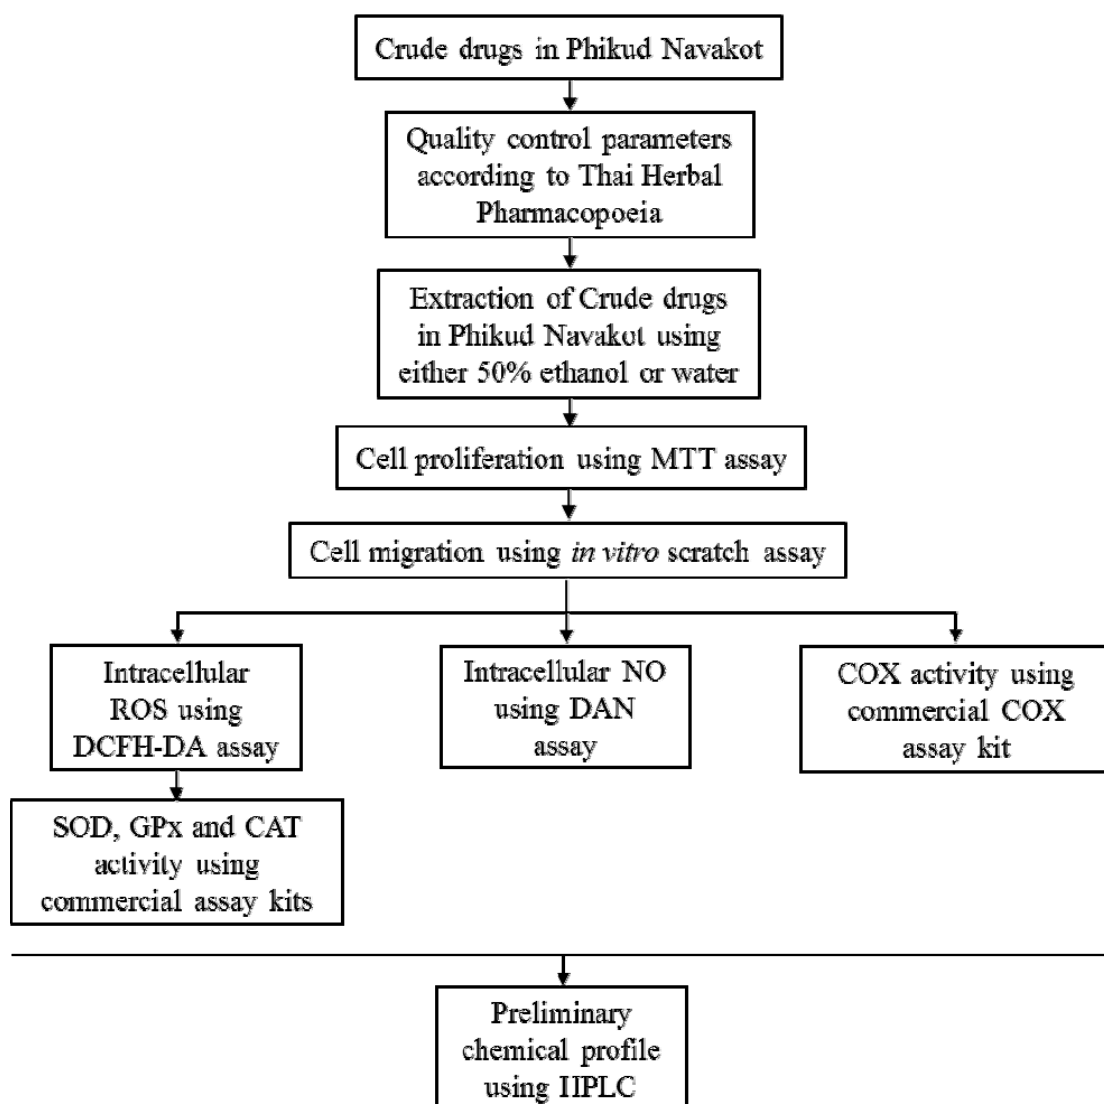 Crude drugs in Phikud Navakot
Quality control parameters
according to Thai Herbal
Pharmacopoeia
Extraction of Crude drugs
in Phikud Navakot using
either 50% ethanol or water
Cell proliferation using MTT assay
Cell migration using in vitro scratch assay
Intracellular
ROS using
DCFH-DA assay
Intracellular NO
using DAN
assay
COX activity using
commercial COX
assay kit
SOD, GPx and CAT
activity using
commercial assay kits
Preliminary
chemical profile
using HPLC